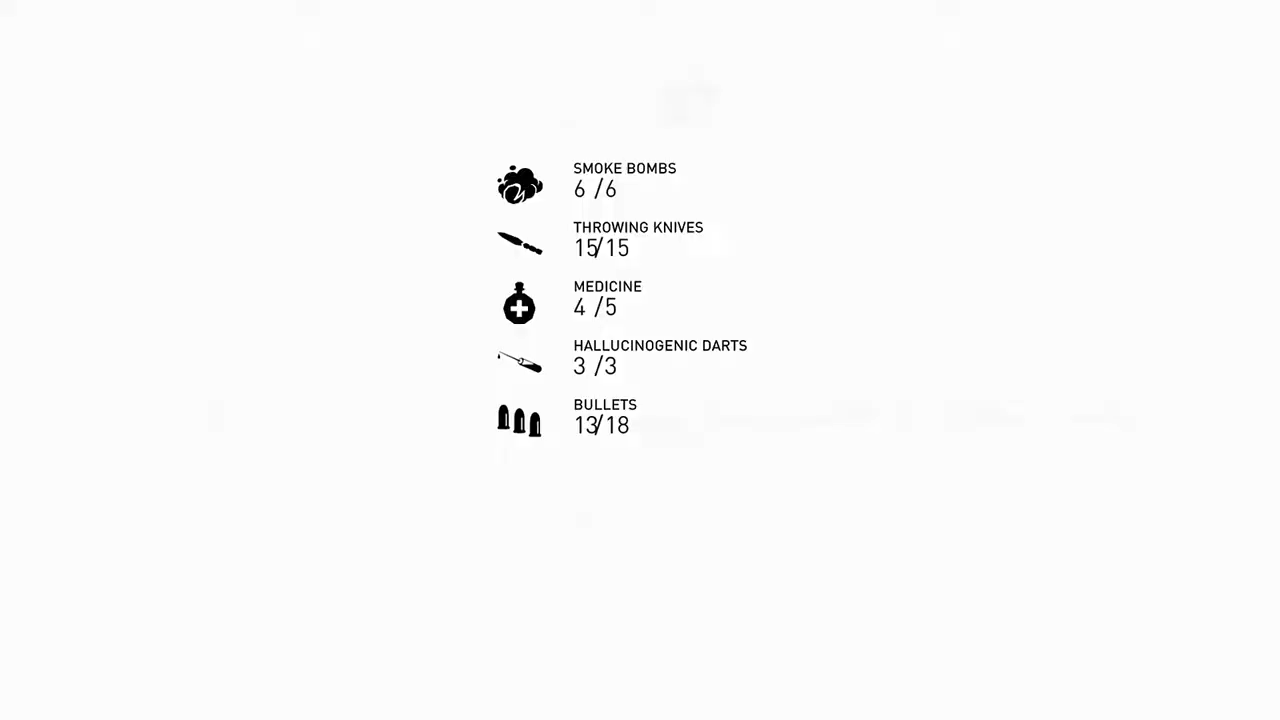 SMOKE BOMBS
6 /6
THROWING KNIVES
15/15
MEDICINE
4 /5
HALLUCINOGENIC DARTS
3 /3
BULLETS
13/18